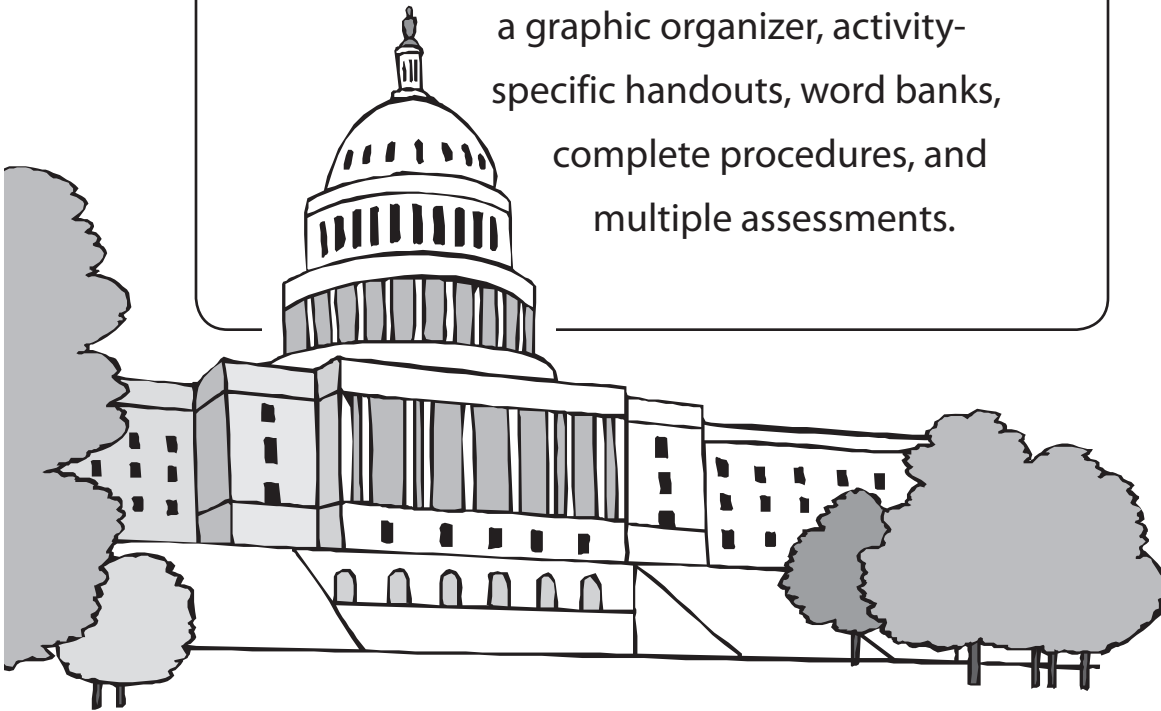 a graphic organizer, activity-
specific handouts, word banks,
complete procedures, and
multiple assessments.